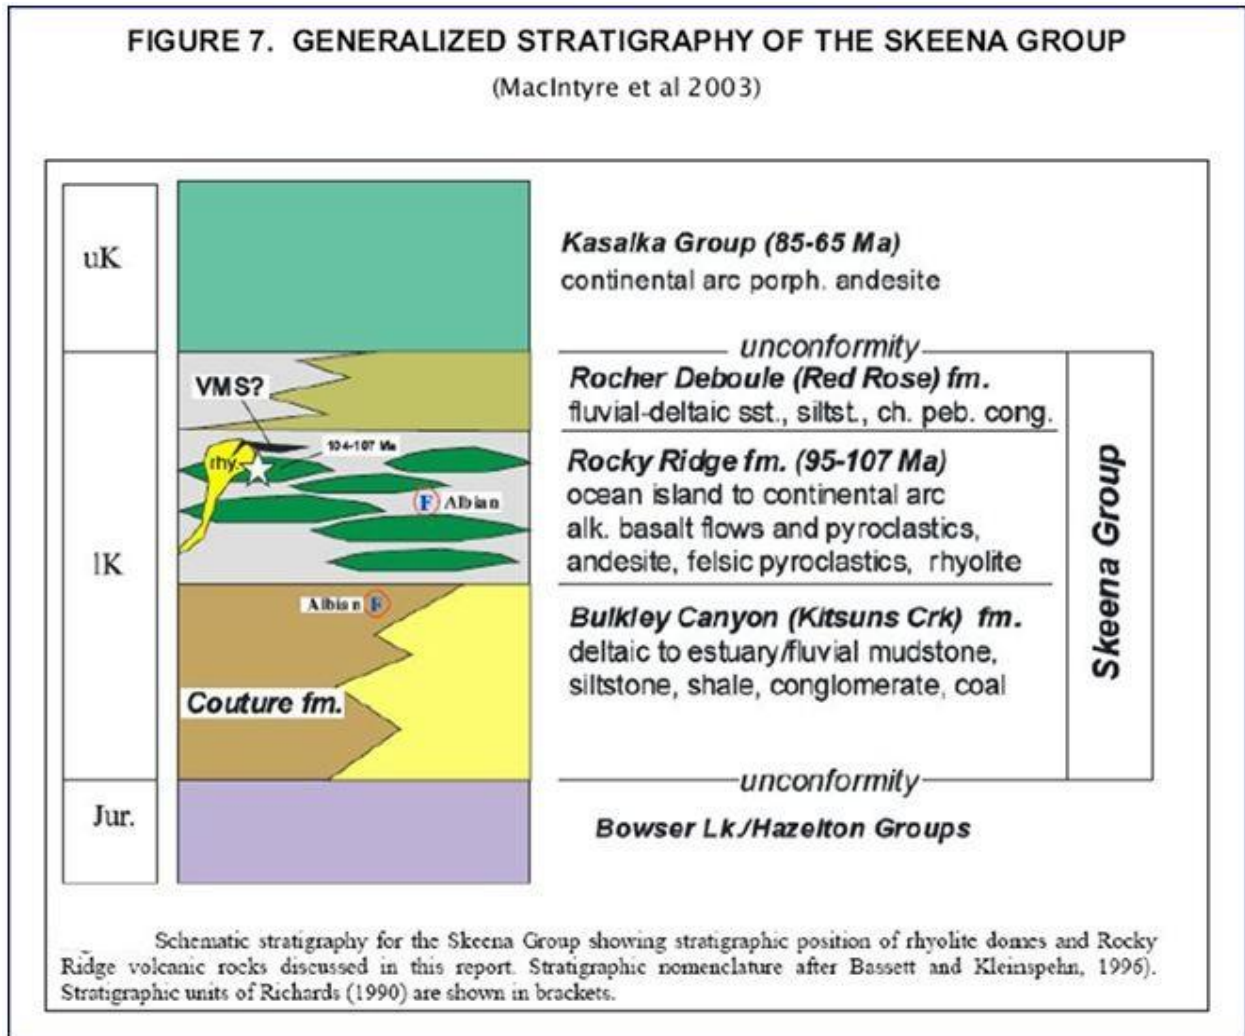 FIGURE 7. GENERALIZED STRATIGRAPHY OF THE SKEENA GROUP
(MacIntyre et al 2003)
uK
Kasalka Group (85-65 Ma)
continental arc porph. andesite
unconformity
Rocher Deboule (Red Rose) fm.
fluvial-deltaic sst., siltst., ch. peb. cong.
VMS?
104-107 Ma
rhy.
F Albian
Rocky Ridge fm. (95-107 Ma)
ocean island to continental arc
alk. basalt flows and pyroclastics,
andesite, felsic pyroclastics, rhyolite
lK
Albian F
Couture fm.
Bulkley Canyon (Kitsuns Crk) fm.
deltaic to estuary/fluvial mudstone,
siltstone, shale, conglomerate, coal
Skeena Group
unconformity
Jur.
Bowser Lk./Hazelton Groups
Schematic stratigraphy for the Skeena Group showing stratigraphic position of rhyolite domes and Rocky
Ridge volcanic rocks discussed in this report. Stratigraphic nomenclature after Bassett and Kleinspehn, 1996).
Stratigraphic units of Richards (1990) are shown in brackets.